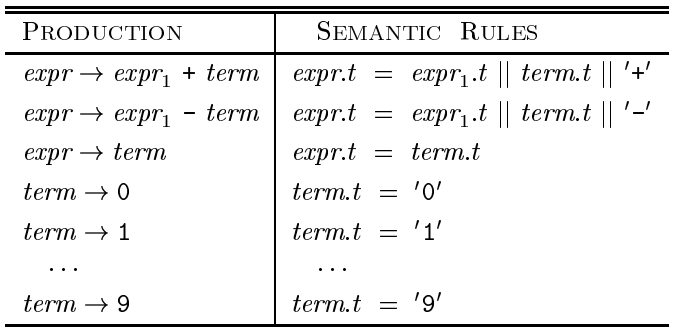 PRODUCTION SEMANTIC RULES
expr → expr₁ + term expr.t = expr₁.t || term.t || '+'
expr → expr₁ - term expr.t = expr₁.t || term.t || '-'
expr → term expr.t = term.t
term → 0 term.t = '0'
term → 1 term.t = '1'
... ...
term → 9 term.t = '9'